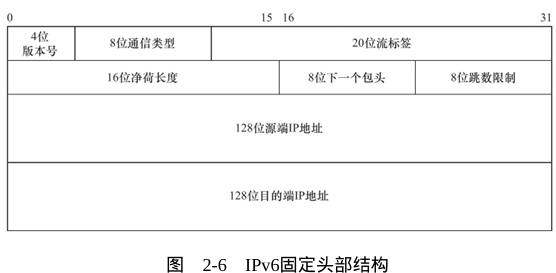 0 15 16 31
4位
版本号
8位通信类型
20位流标签
16位净荷长度
8位下一个包头
8位跳数限制
128位源端IP地址
128位目的端IP地址
图 2-6 IPv6固定头部结构